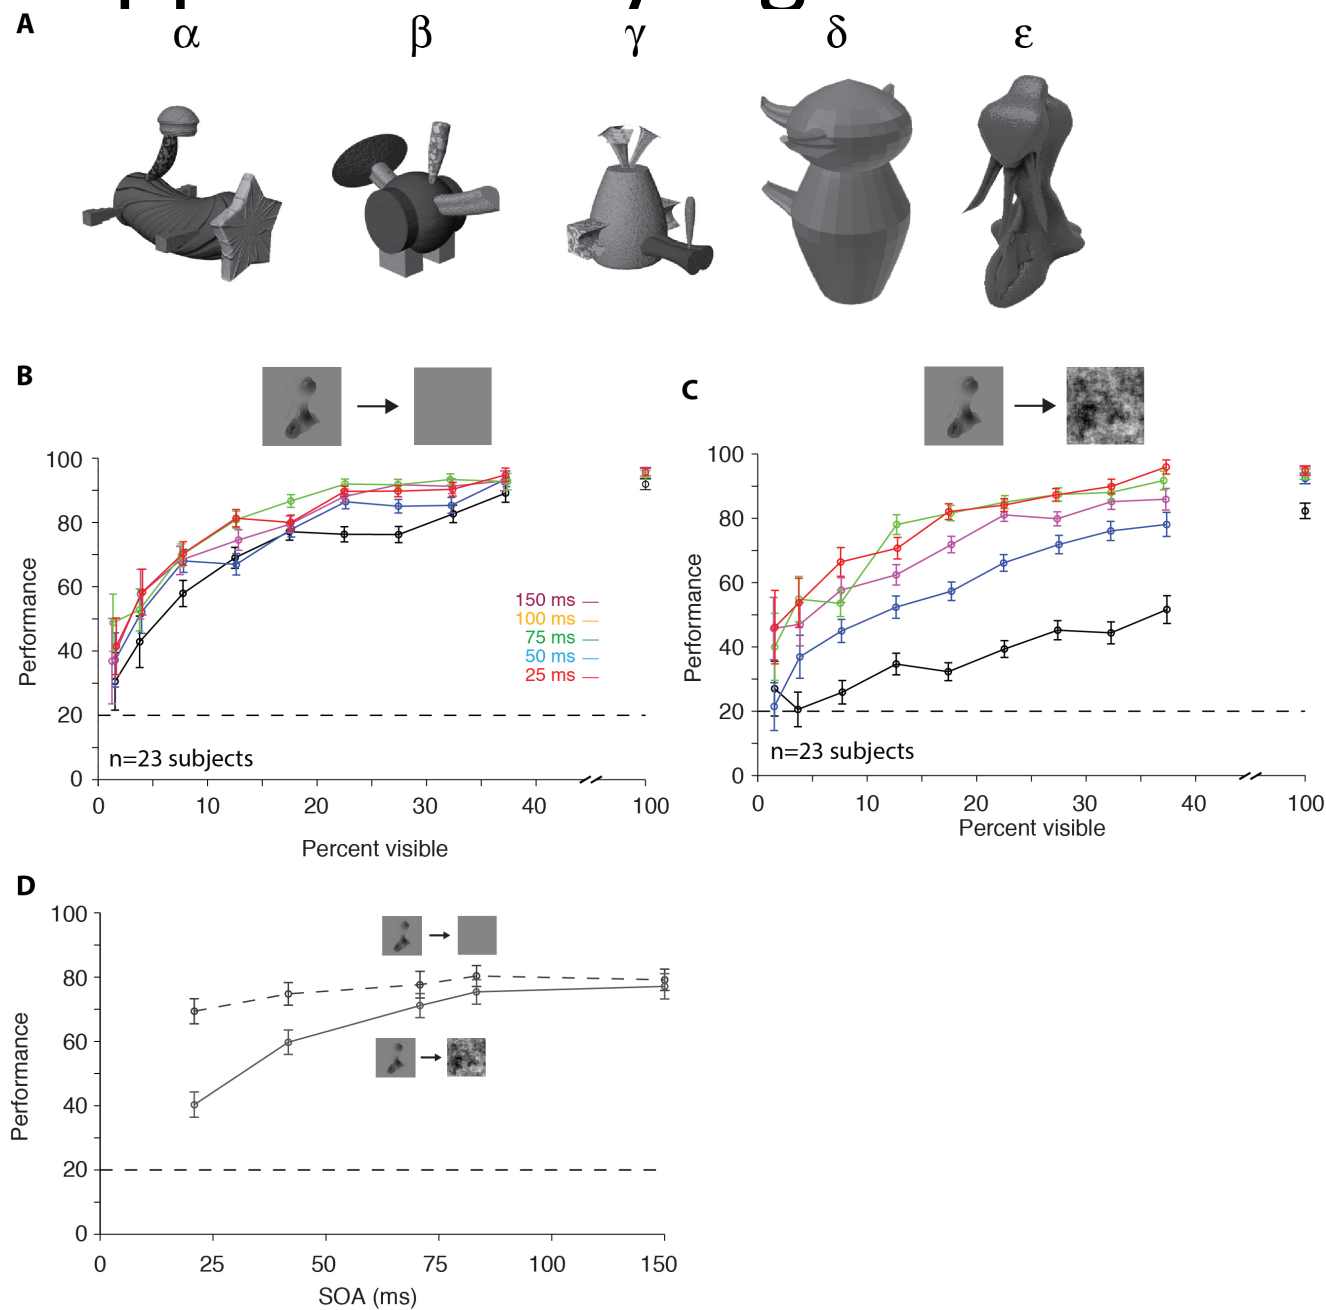 A
α β γ δ ε
B
100
80
60
40
20
0
Performance
150 ms
100 ms
75 ms
50 ms
25 ms
n=23 subjects
0 10 20 30 40 100
Percent visible
C
100
80
60
40
20
0
Performance
n=23 subjects
0 10 20 30 40 100
Percent visible
D
100
80
60
40
20
0
Performance
0 25 50 75 100 150
SOA (ms)